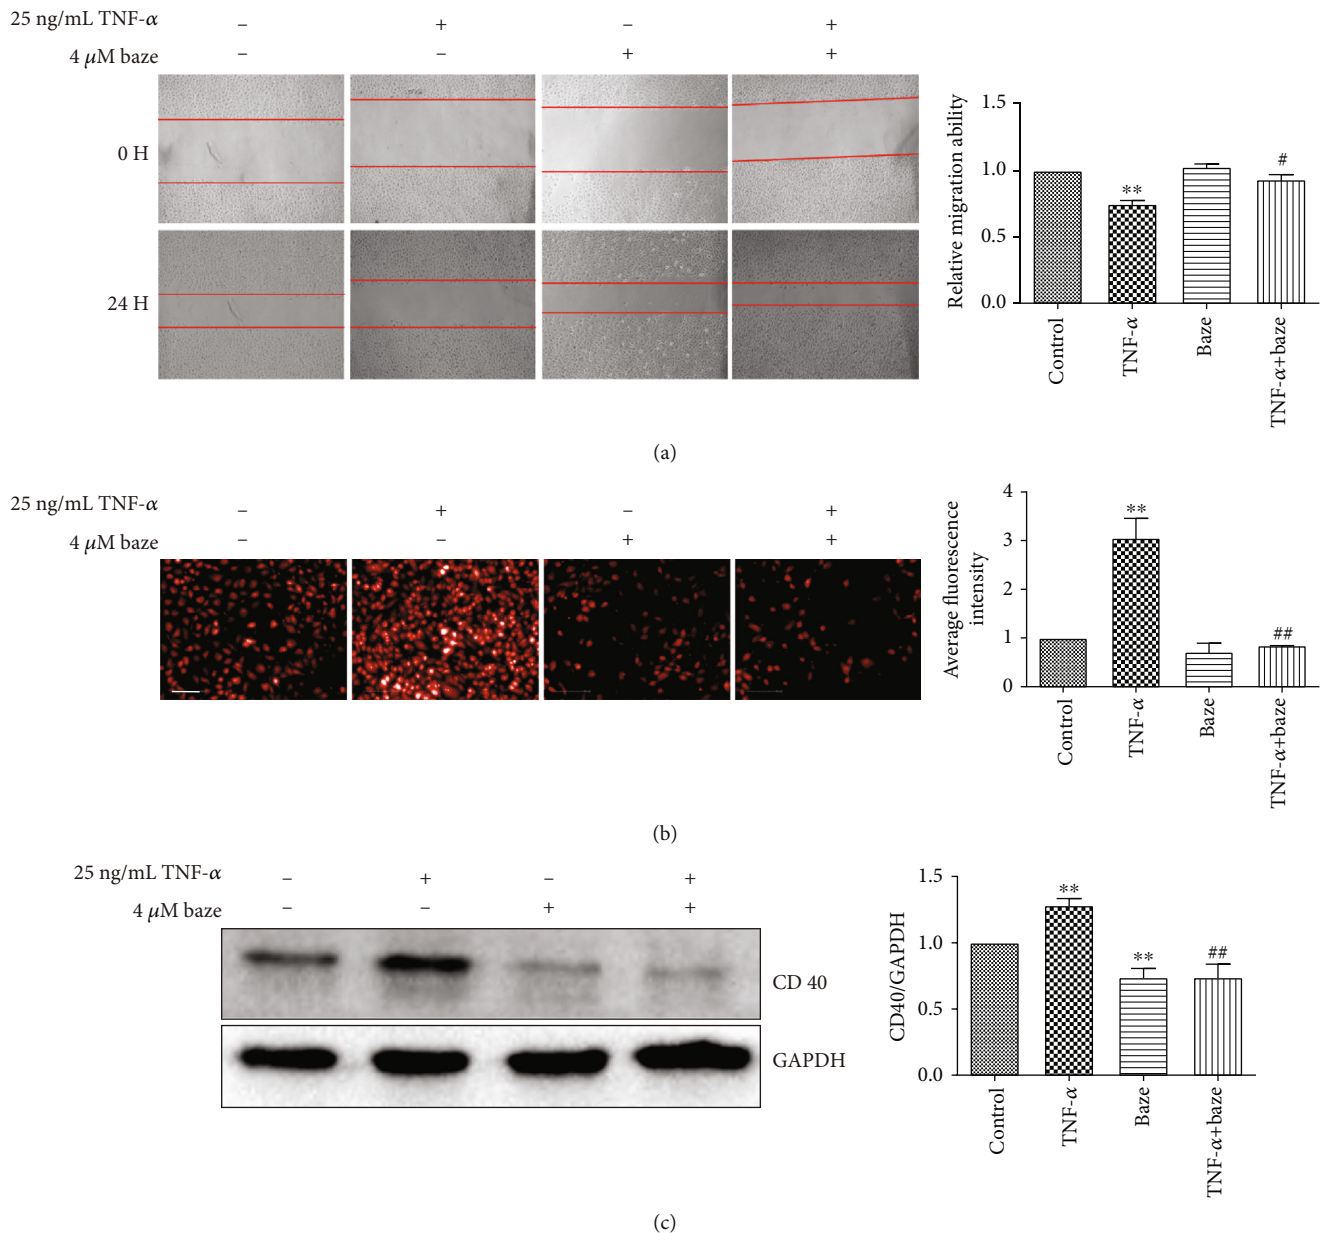 25 ng/mL TNF-α – + – +
4 μM baze – – + +
0 H
24 H
Relative migration ability
1.5
1.0
0.5
0.0
**
#
Control
TNF-α
Baze
TNF-α+baze
(a)
25 ng/mL TNF-α – + – +
4 μM baze – – + +
Average fluorescence
intensity
4
3
2
1
0
**
##
Control
TNF-α
Baze
TNF-α+baze
(b)
25 ng/mL TNF-α – + – +
4 μM baze – – + +
CD 40
GAPDH
CD40/GAPDH
1.5
1.0
0.5
0.0
**
**
##
Control
TNF-α
Baze
TNF-α+baze
(c)